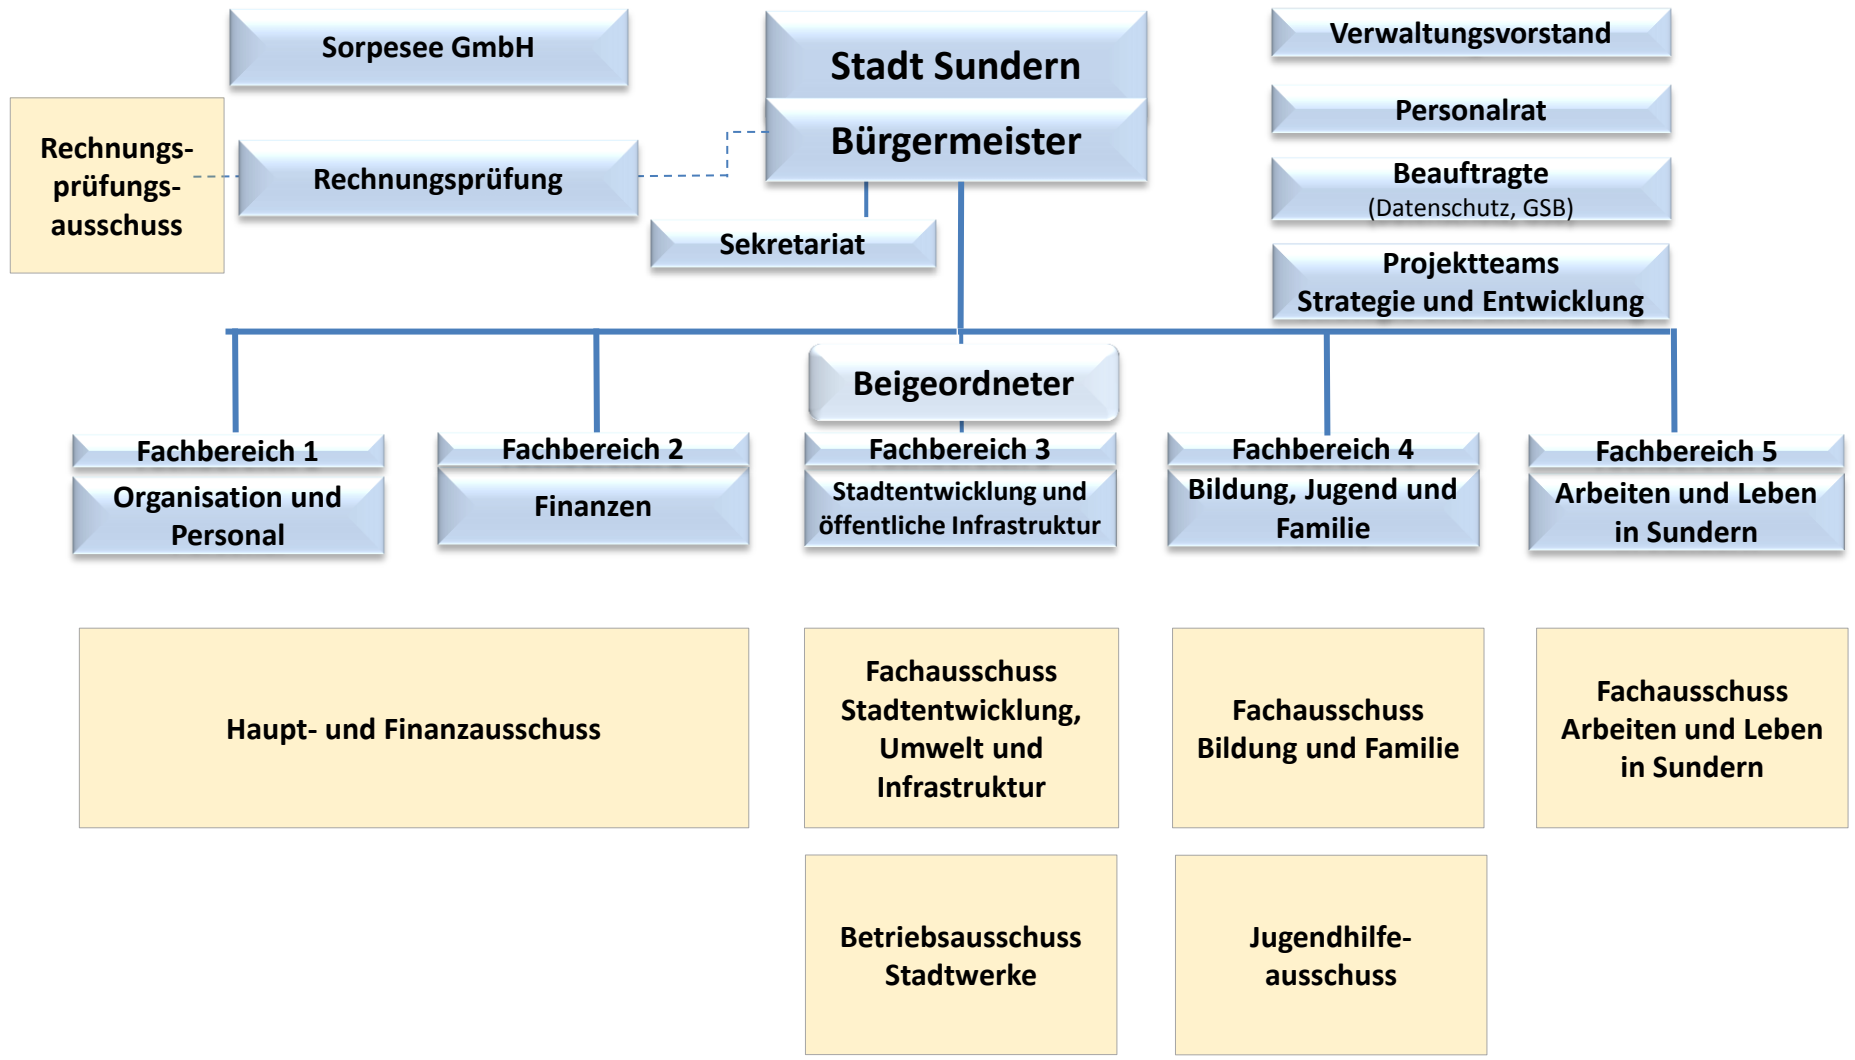 Sorpesee GmbH
Stadt Sundern
Bürgermeister
Verwaltungsvorstand
Personalrat
Beauftragte
(Datenschutz, GSB)
Projektteams
Strategie und Entwicklung
Rechnungs-
prüfungs-
ausschuss
Rechnungsprüfung
Sekretariat
Beigeordneter
Fachbereich 1
Organisation und
Personal
Fachbereich 2
Finanzen
Fachbereich 3
Stadtentwicklung und
öffentliche Infrastruktur
Fachbereich 4
Bildung, Jugend und
Familie
Fachbereich 5
Arbeiten und Leben
in Sundern
Haupt- und Finanzausschuss
Fachausschuss
Stadtentwicklung,
Umwelt und
Infrastruktur
Fachausschuss
Bildung und Familie
Fachausschuss
Arbeiten und Leben
in Sundern
Betriebsausschuss
Stadtwerke
Jugendhilfe-
ausschuss